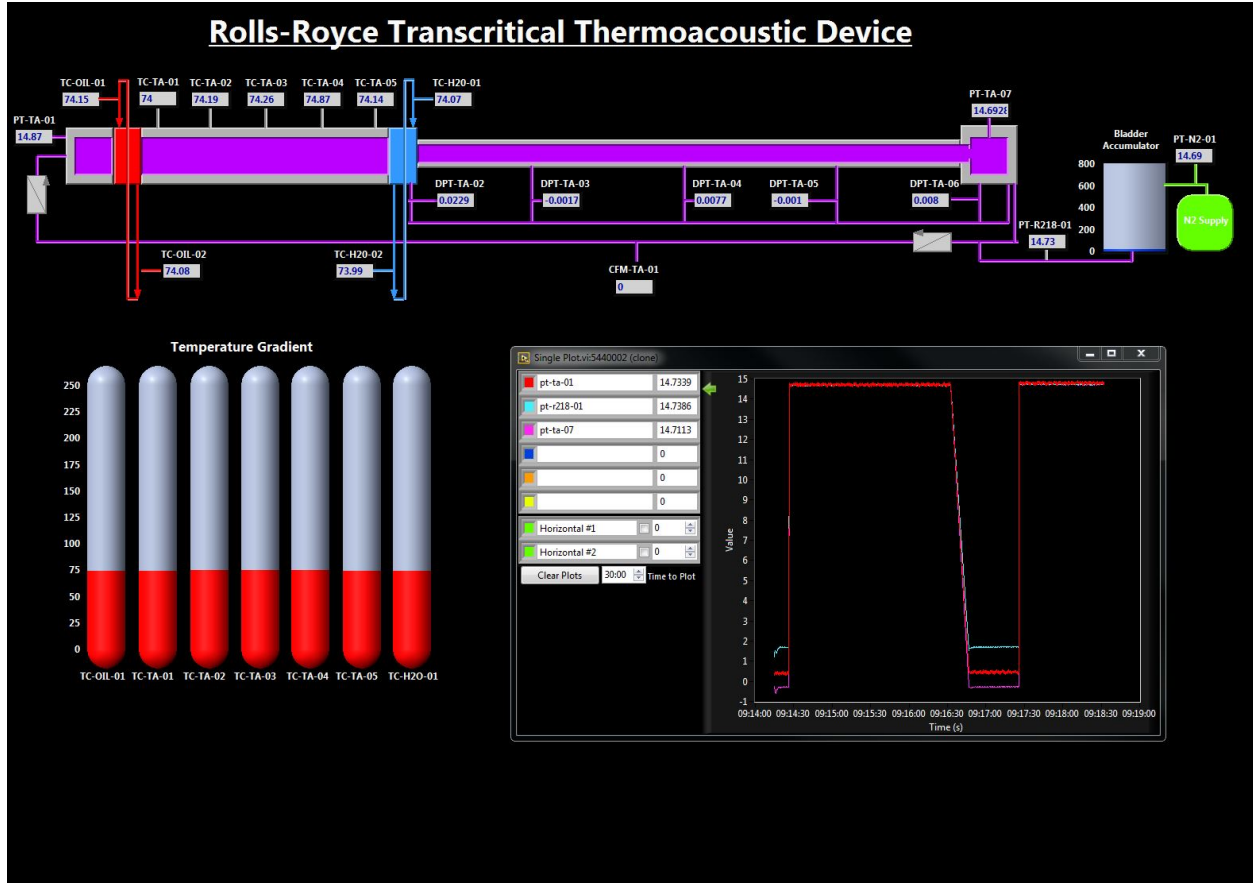 Rolls-Royce Transcritical Thermoacoustic Device
TC-OIL-01 TC-TA-01 TC-TA-02 TC-TA-03 TC-TA-04 TC-TA-05 TC-H20-01
74.15 74 74.19 74.26 74.87 74.14 74.07
PT-TA-01
14.87
PT-TA-07
14.6928
Bladder
Accumulator
PT-N2-01
14.69
800
600
400
200
0
N2 Supply
DPT-TA-02 DPT-TA-03 DPT-TA-04 DPT-TA-05 DPT-TA-06
0.0229 -0.0017 0.0077 -0.001 0.008
PT-R218-01
14.73
TC-OIL-02
74.08
TC-H20-02
73.99
CFM-TA-01
0
Temperature Gradient
250
225
200
175
150
125
100
75
50
25
0
TC-OIL-01 TC-TA-01 TC-TA-02 TC-TA-03 TC-TA-04 TC-TA-05 TC-H2O-01
Single Plot.vi:5440002 (clone)
pt-ta-01 14.7339
pt-r218-01 14.7386
pt-ta-07 14.7113
0
0
0
Horizontal #1 0
Horizontal #2 0
Clear Plots 30:00 Time to Plot
Value
15
14
13
12
11
10
9
8
7
6
5
4
3
2
1
0
-1
09:14:00 09:14:30 09:15:00 09:15:30 09:16:00 09:16:30 09:17:00 09:17:30 09:18:00 09:18:30 09:19:00
Time (s)